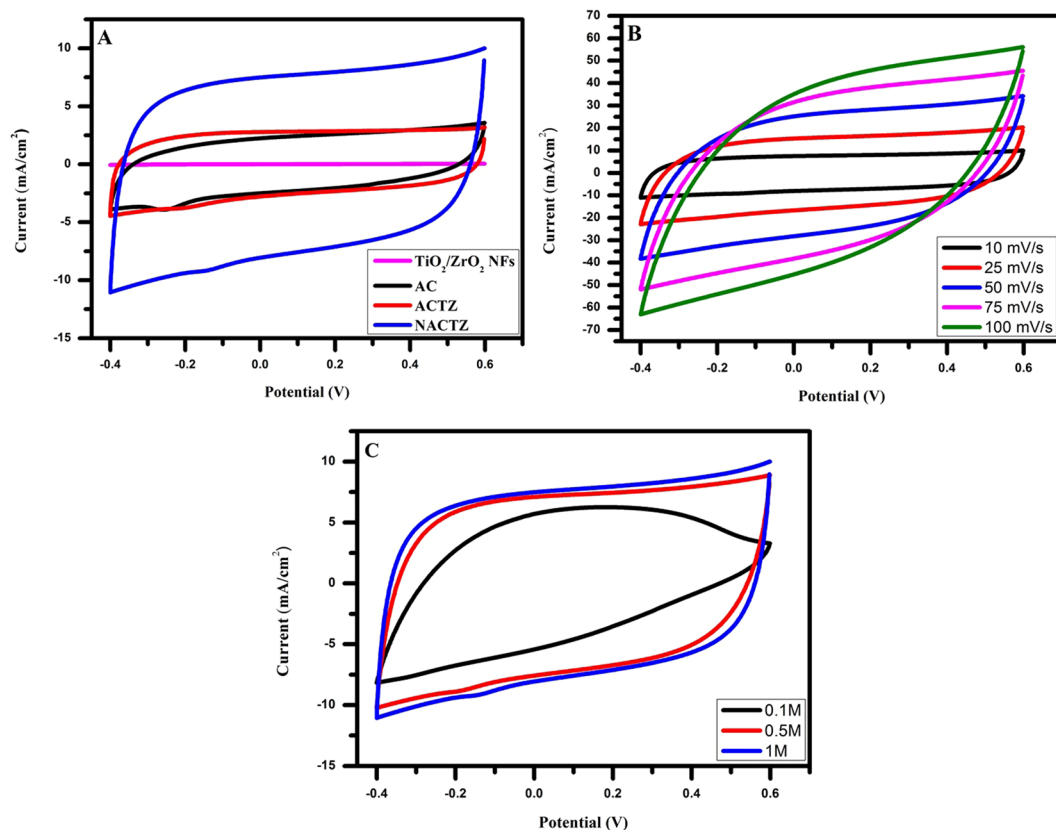 A
10
5
0
-5
-10
-15
Current (mA/cm²)
-0.4 -0.2 0.0 0.2 0.4 0.6
Potential (V)
TiO₂/ZrO₂ NFs
AC
ACTZ
NACTZ
B
70
60
50
40
30
20
10
0
-10
-20
-30
-40
-50
-60
-70
Current (mA/cm²)
-0.4 -0.2 0.0 0.2 0.4 0.6
Potential (V)
10 mV/s
25 mV/s
50 mV/s
75 mV/s
100 mV/s
C
10
5
0
-5
-10
-15
Current (mA/cm²)
-0.4 -0.2 0.0 0.2 0.4 0.6
Potential (V)
0.1M
0.5M
1M